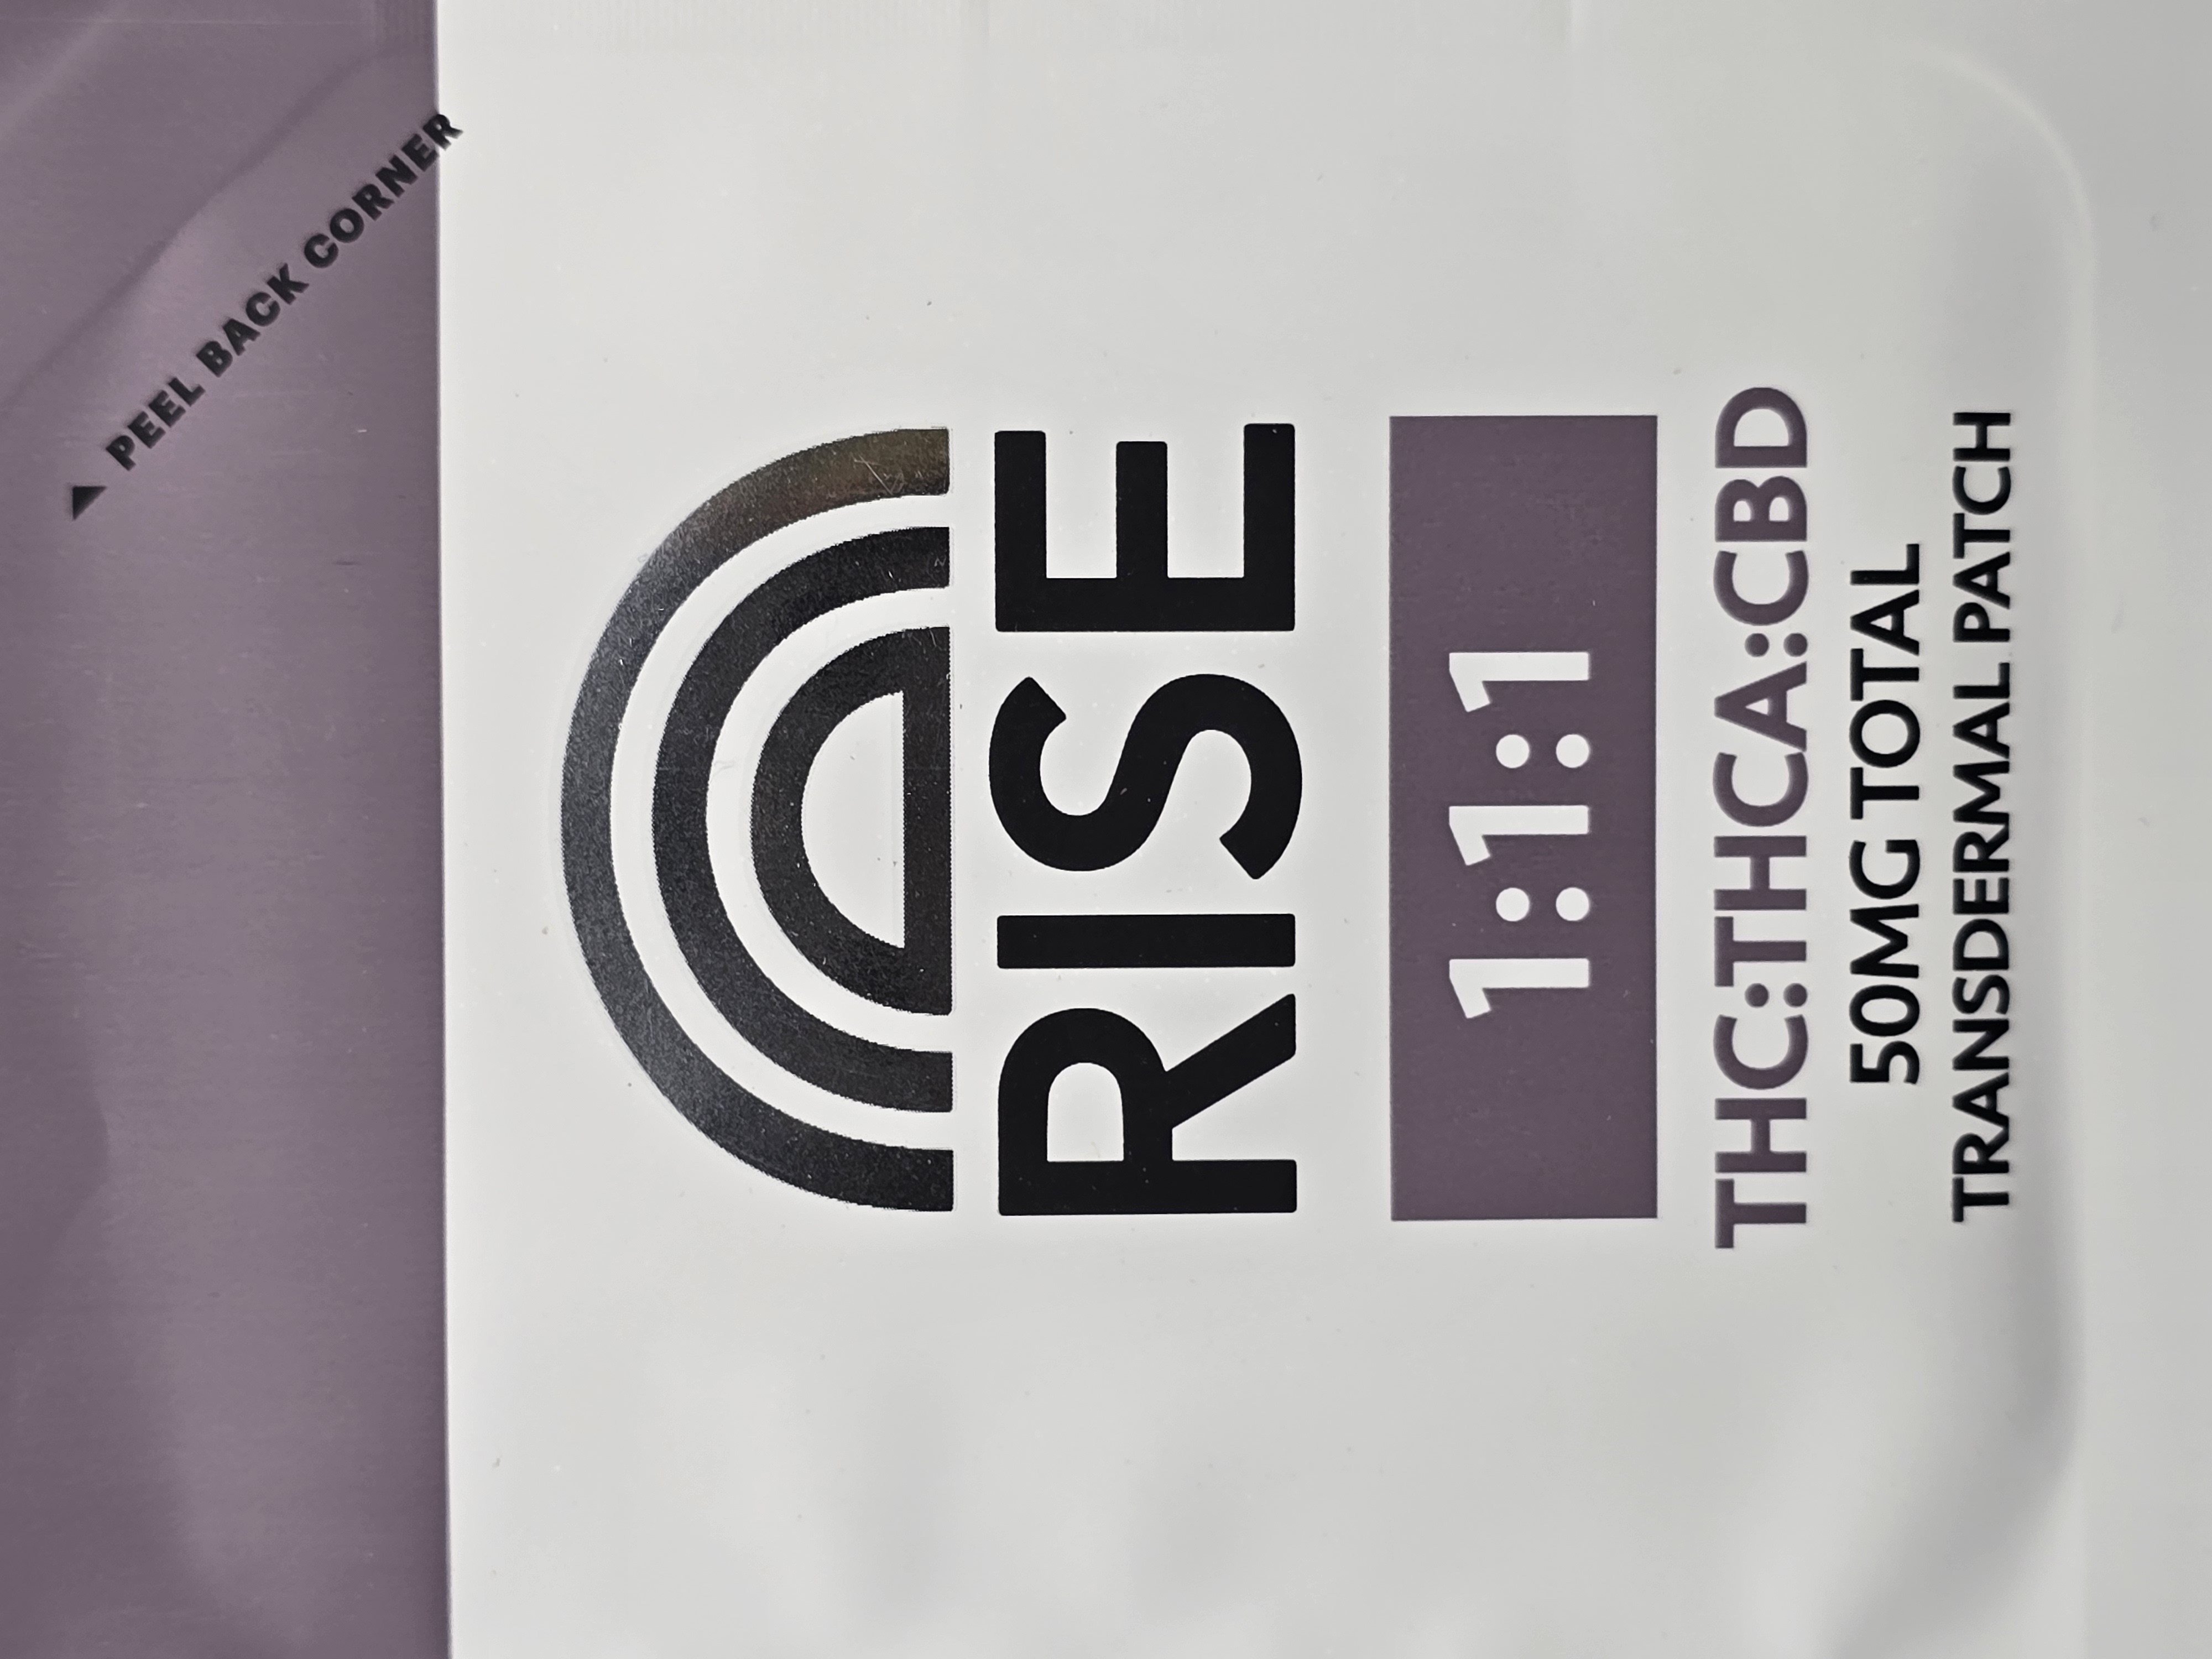 PEEL BACK CORNER
RISE
1:1:1
THC:THCA:CBD
50MG TOTAL
TRANSDERMAL PATCH